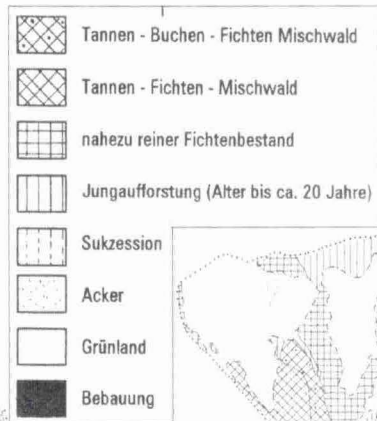 Tannen - Buchen - Fichten Mischwald
Tannen - Fichten - Mischwald
nahezu reiner Fichtenbestand
Jungaufforstung (Alter bis ca. 20 Jahre)
Sukzession
Acker
Grünland
Bebauung